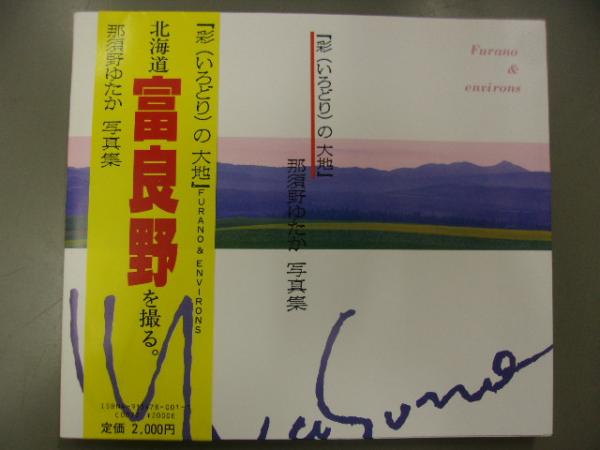 『彩（いろどり）の 大地』
FURANO & ENVIRONS
北海道 富良野を撮る。
那須野ゆたか 写真集
定価 2,000円
『彩（いろどり）の 大地』
那須野ゆたか 写真集
Furano
&
environs